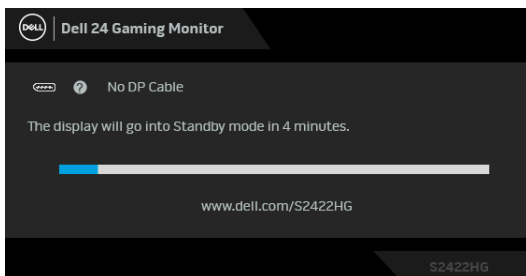 DELL Dell 24 Gaming Monitor
? No DP Cable
The display will go into Standby mode in 4 minutes.
www.dell.com/S2422HG
S2422HG